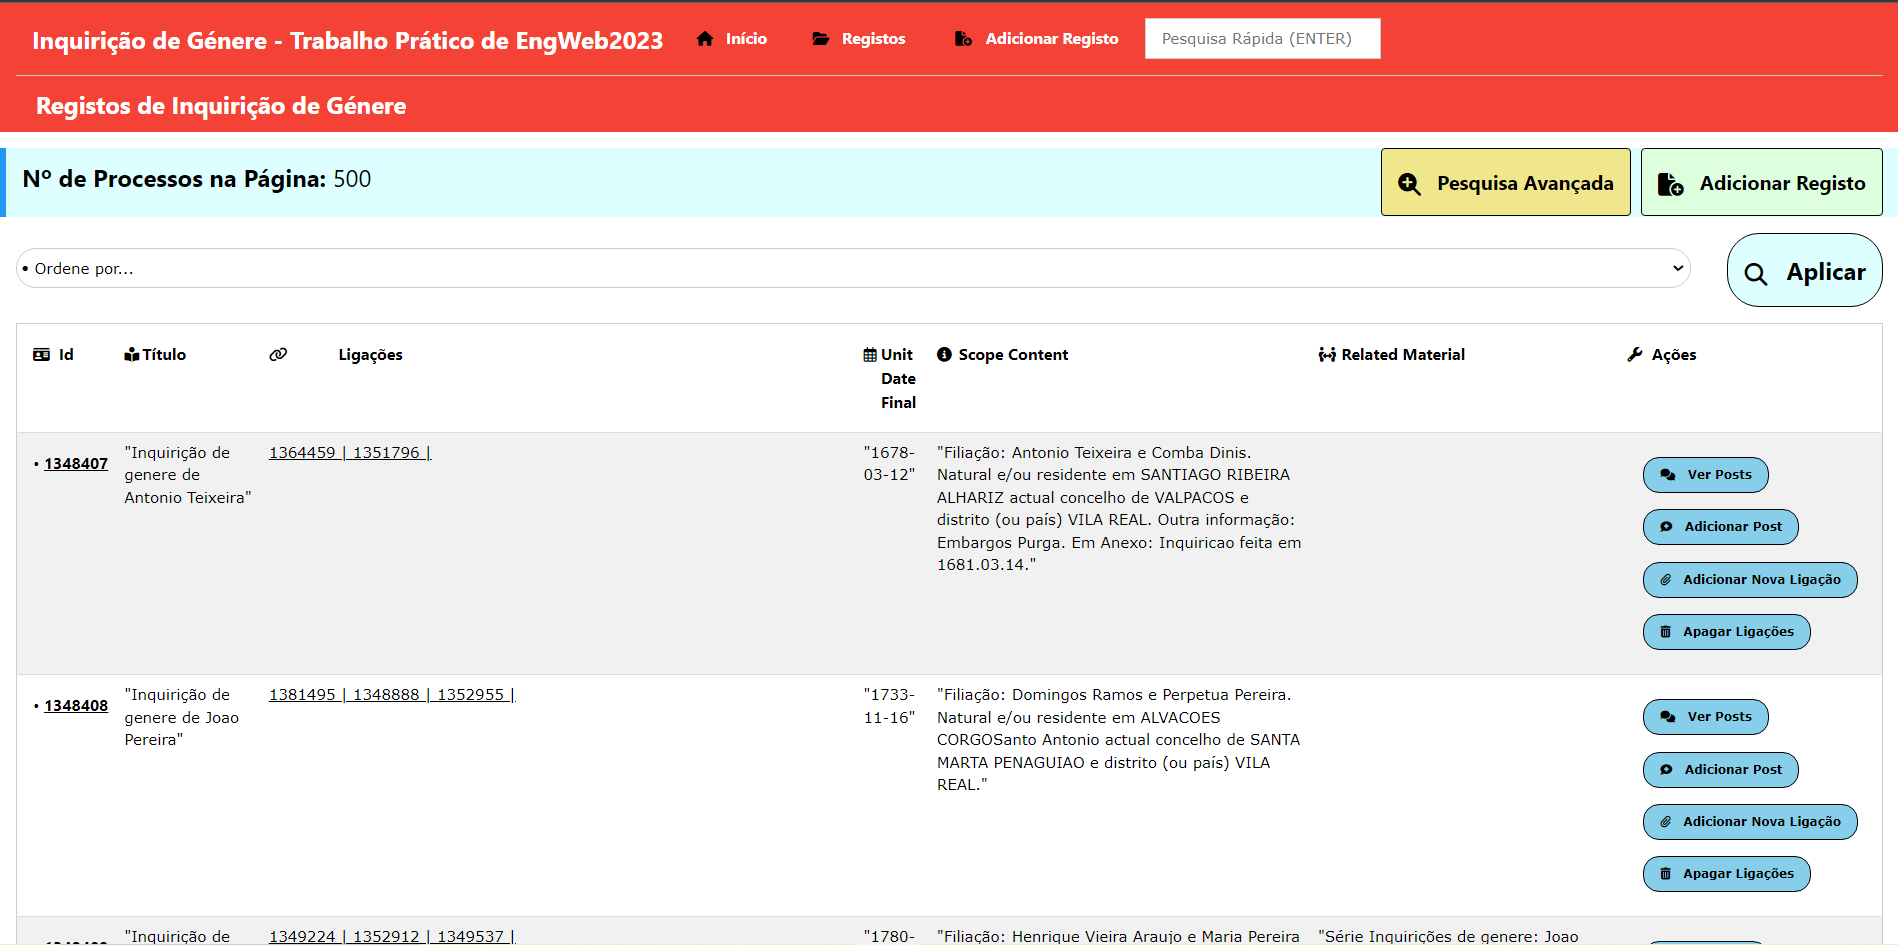 Inquirição de Génere - Trabalho Prático de EngWeb2023 Início Registos Adicionar Registo Pesquisa Rápida (ENTER)
Registos de Inquirição de Génere
Nº de Processos na Página: 500
Pesquisa Avançada
Adicionar Registo
• Ordene por...
Aplicar
Id Título Ligações Unit Date Final Scope Content Related Material Ações
• 1348407
"Inquirição de
genere de
Antonio Teixeira"
1364459 | 1351796 |
"1678-
03-12"
"Filiação: Antonio Teixeira e Comba Dinis.
Natural e/ou residente em SANTIAGO RIBEIRA
ALHARIZ actual concelho de VALPACOS e
distrito (ou país) VILA REAL. Outra informação:
Embargos Purga. Em Anexo: Inquiricao feita em
1681.03.14."
Ver Posts
Adicionar Post
Adicionar Nova Ligação
Apagar Ligações
• 1348408
"Inquirição de
genere de Joao
Pereira"
1381495 | 1348888 | 1352955 |
"1733-
11-16"
"Filiação: Domingos Ramos e Perpetua Pereira.
Natural e/ou residente em ALVACOES
CORGOSanto Antonio actual concelho de SANTA
MARTA PENAGUIAO e distrito (ou país) VILA
REAL."
Ver Posts
Adicionar Post
Adicionar Nova Ligação
Apagar Ligações
"Inquirição de
1349224 | 1352912 | 1349537 |
"1780-
"Filiação: Henrique Vieira Araujo e Maria Pereira
"Série Inquirições de genere: Joao